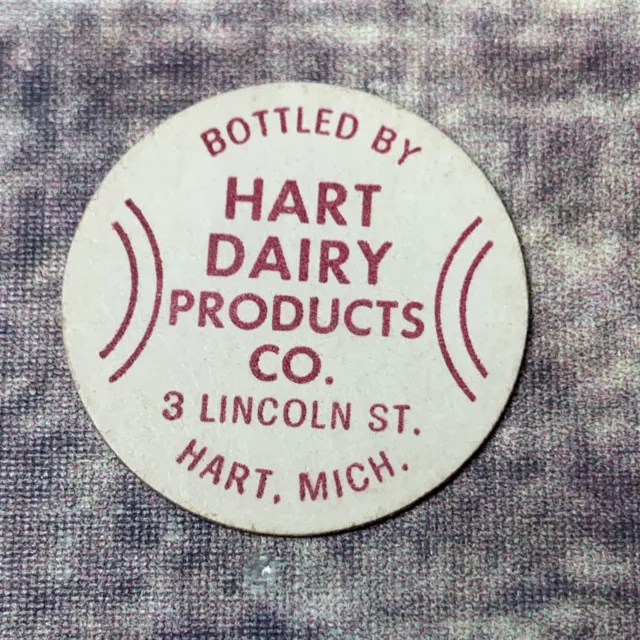 BOTTLED BY
HART
DAIRY
PRODUCTS
CO.
3 LINCOLN ST.
HART, MICH.